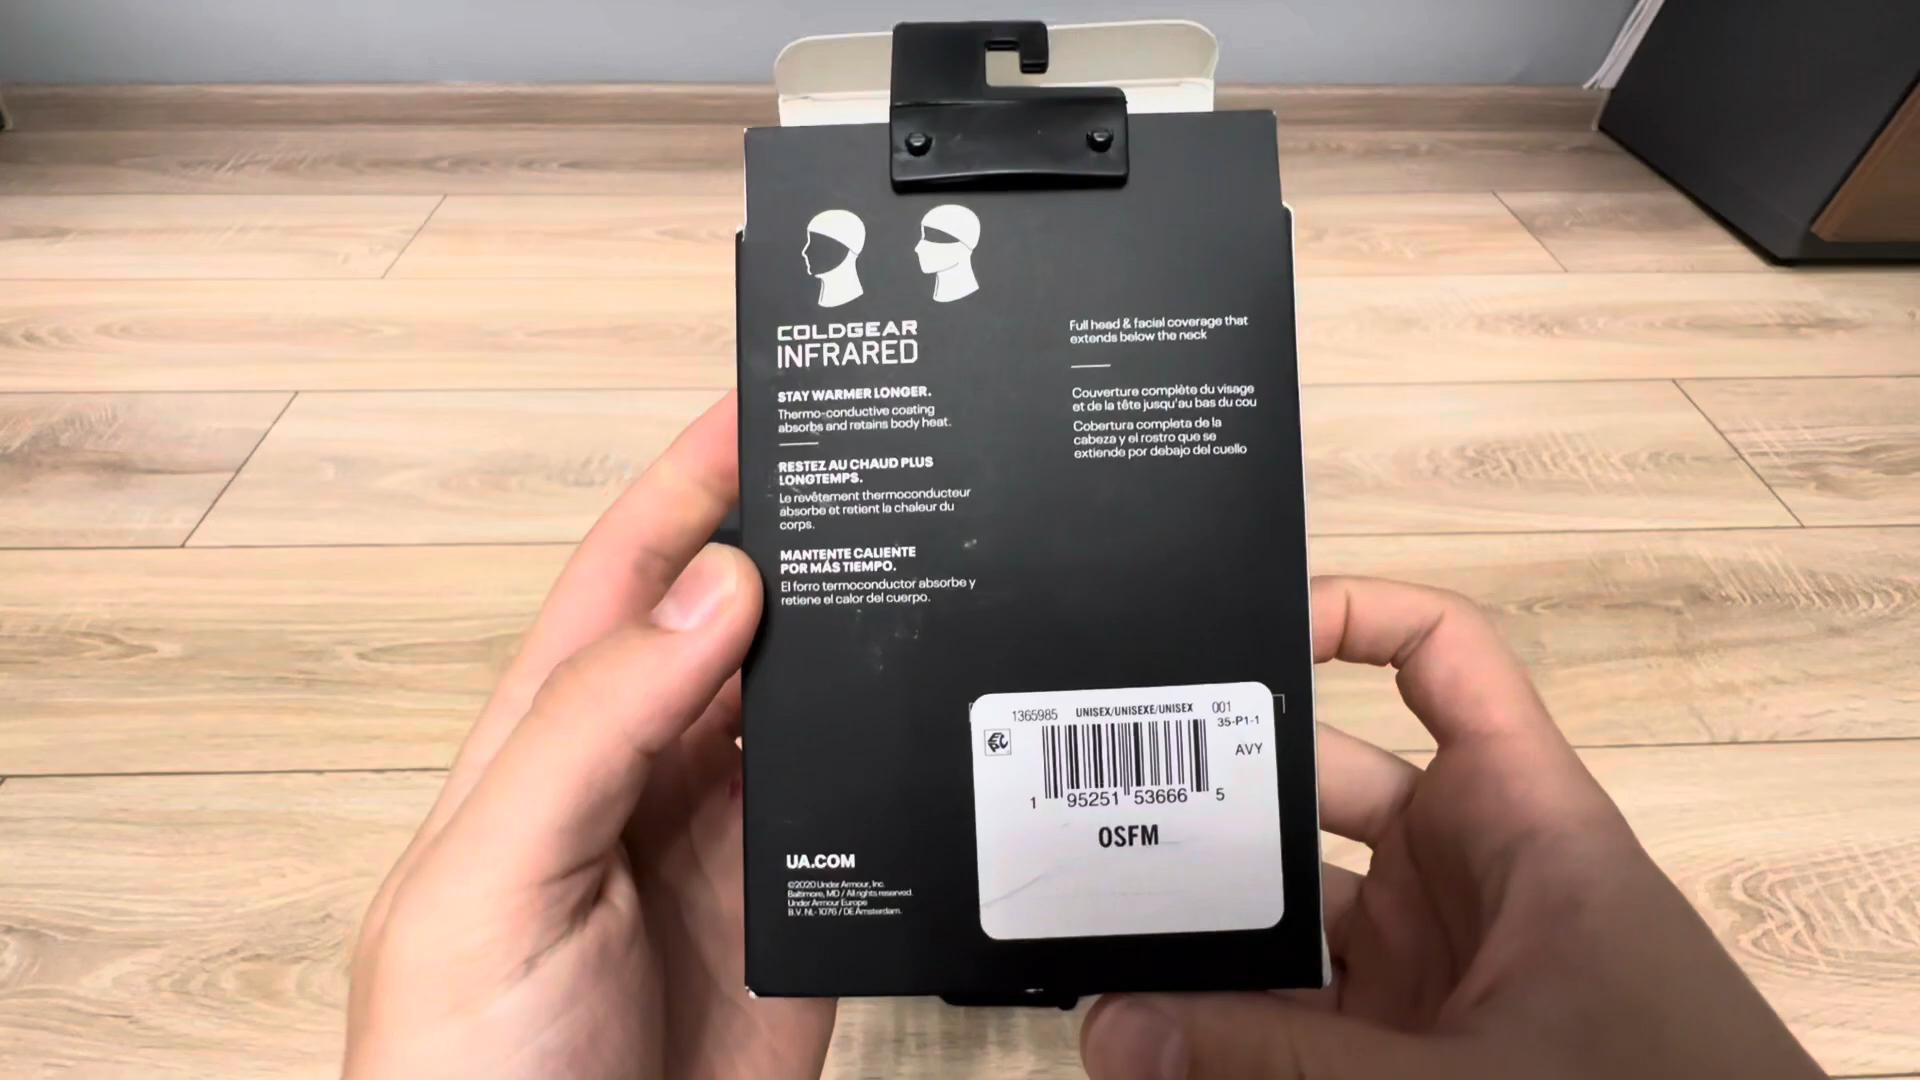 COLDGEAR
INFRARED
STAY WARMER LONGER.
Thermo-conductive coating
absorbs and retains body heat.
RESTEZ AU CHAUD PLUS
LONGTEMPS.
Le revêtement thermoconducteur
absorbe et retient la chaleur du
corps.
MANTENTE CALIENTE
POR MÁS TIEMPO.
El forro termoconductor absorbe y
retiene el calor del cuerpo.
Full head & facial coverage that
extends below the neck
Couverture complète du visage
et de la tête jusqu'au bas du cou
Cobertura completa de la
cabeza y el rostro que se
extiende por debajo del cuello
UA.COM
©2020 Under Armour, Inc.
Baltimore, MD / All rights reserved.
Under Armour Europe
B.V. NL- 1076 / DE Amsterdam.
1365985 UNISEX/UNISEXE/UNISEX 001
35-P1-1
AVY
1 95251 53666 5
OSFM